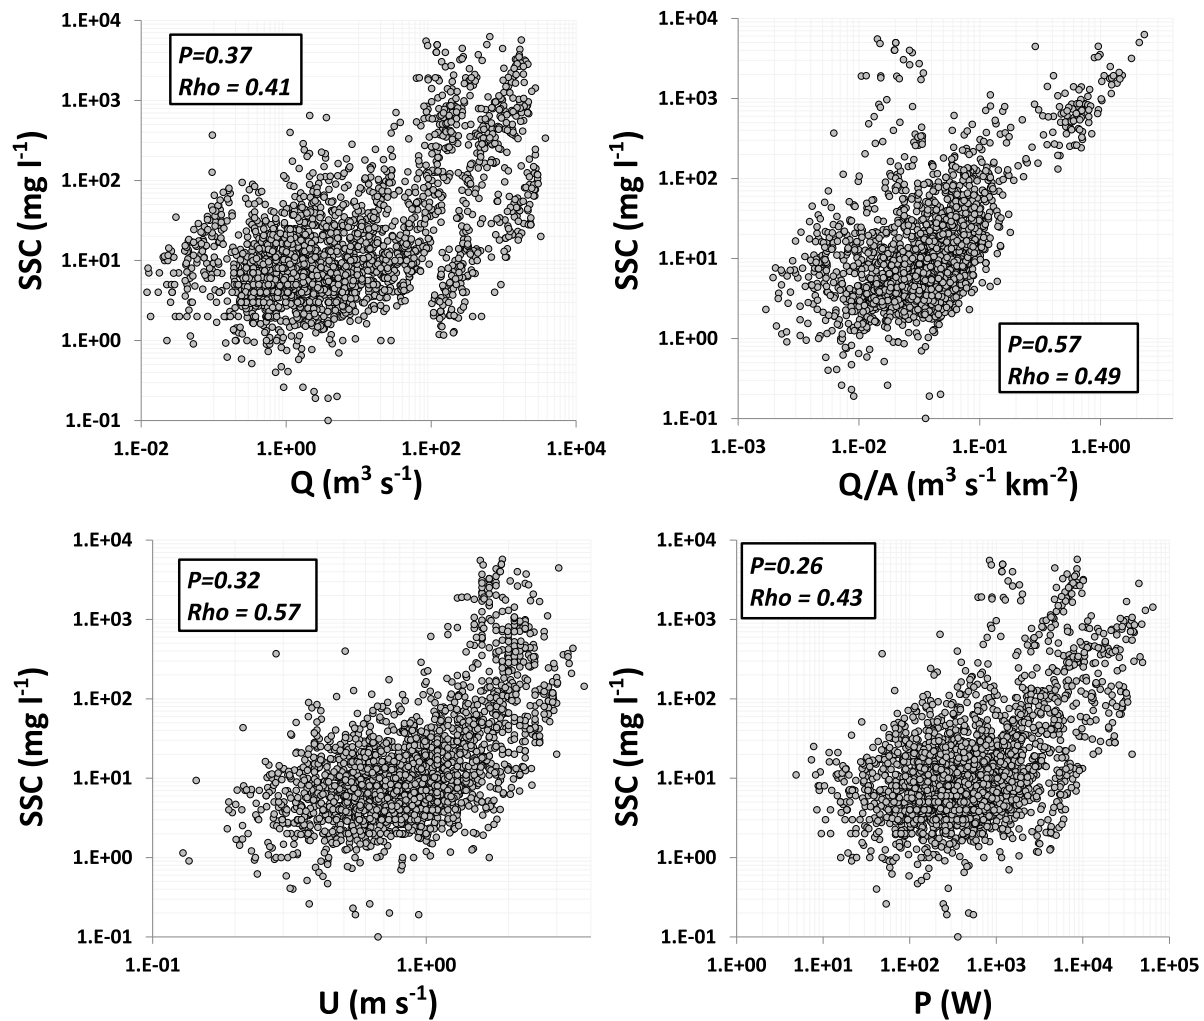 1.E+04
1.E+03
1.E+02
1.E+01
1.E+00
1.E-01
SSC (mg l-1)
P=0.37
Rho = 0.41
1.E-02 1.E+00 1.E+02 1.E+04
Q (m3 s-1)
1.E+04
1.E+03
1.E+02
1.E+01
1.E+00
1.E-01
SSC (mg l-1)
P=0.57
Rho = 0.49
1.E-03 1.E-02 1.E-01 1.E+00
Q/A (m3 s-1 km-2)
1.E+04
1.E+03
1.E+02
1.E+01
1.E+00
1.E-01
SSC (mg l-1)
P=0.32
Rho = 0.57
1.E-01 1.E+00
U (m s-1)
1.E+04
1.E+03
1.E+02
1.E+01
1.E+00
1.E-01
SSC (mg l-1)
P=0.26
Rho = 0.43
1.E+00 1.E+01 1.E+02 1.E+03 1.E+04 1.E+05
P (W)